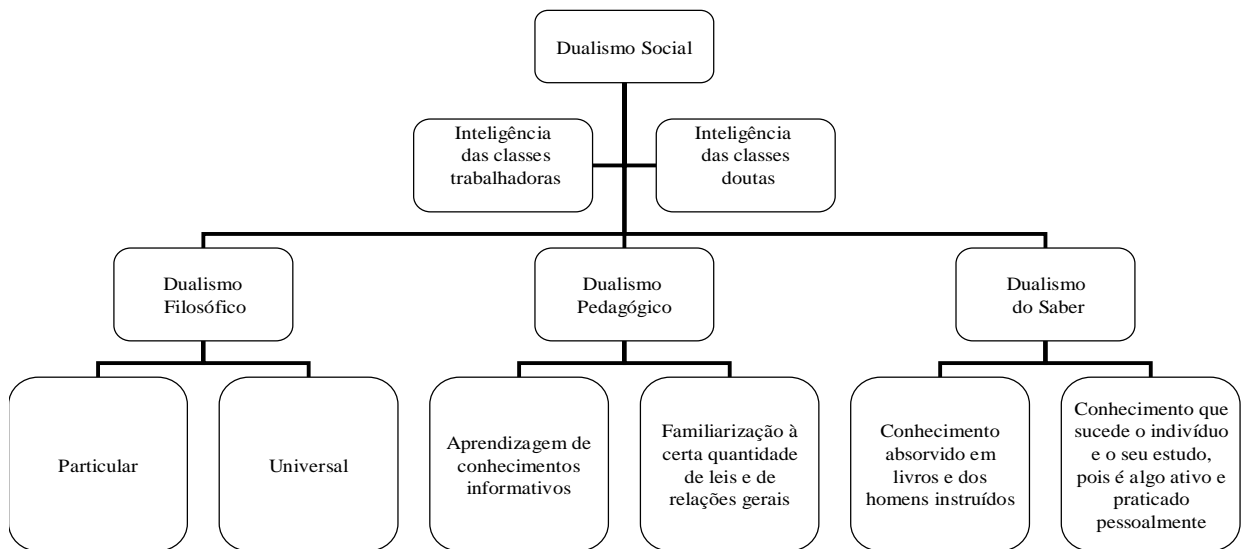 Dualismo Social
Inteligência
das classes
trabalhadoras
Inteligência
das classes
doutas
Dualismo
Filosófico
Dualismo
Pedagógico
Dualismo
do Saber
Particular
Universal
Aprendizagem de
conhecimentos
informativos
Familiarização à
certa quantidade
de leis e de
relações gerais
Conhecimento
absorvido em
livros e dos
homens instruídos
Conhecimento que
sucede o indivíduo
e o seu estudo,
pois é algo ativo e
praticado
pessoalmente